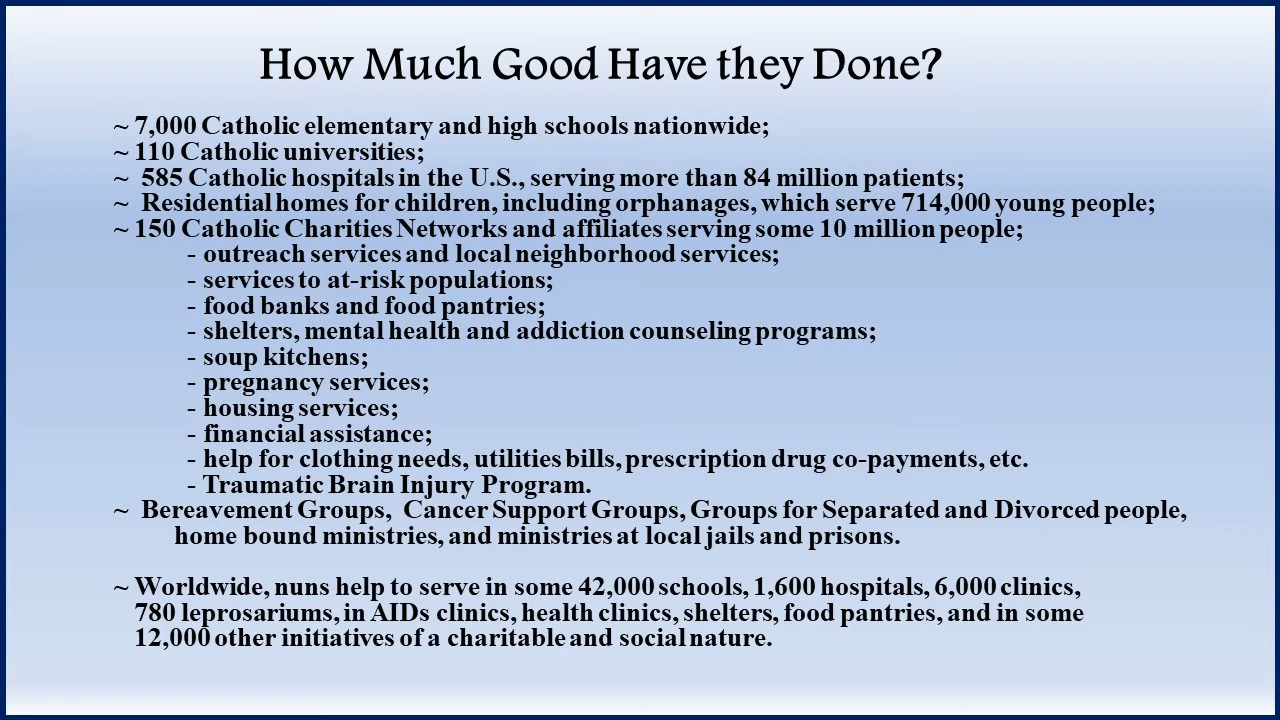 How Much Good Have they Done?
~ 7,000 Catholic elementary and high schools nationwide;
~ 110 Catholic universities;
~ 585 Catholic hospitals in the U.S., serving more than 84 million patients;
~ Residential homes for children, including orphanages, which serve 714,000 young people;
~ 150 Catholic Charities Networks and affiliates serving some 10 million people;
- outreach services and local neighborhood services;
- services to at-risk populations;
- food banks and food pantries;
- shelters, mental health and addiction counseling programs;
- soup kitchens;
- pregnancy services;
- housing services;
- financial assistance;
- help for clothing needs, utilities bills, prescription drug co-payments, etc.
- Traumatic Brain Injury Program.
~ Bereavement Groups, Cancer Support Groups, Groups for Separated and Divorced people,
home bound ministries, and ministries at local jails and prisons.
~ Worldwide, nuns help to serve in some 42,000 schools, 1,600 hospitals, 6,000 clinics,
780 leprosariums, in AIDs clinics, health clinics, shelters, food pantries, and in some
12,000 other initiatives of a charitable and social nature.